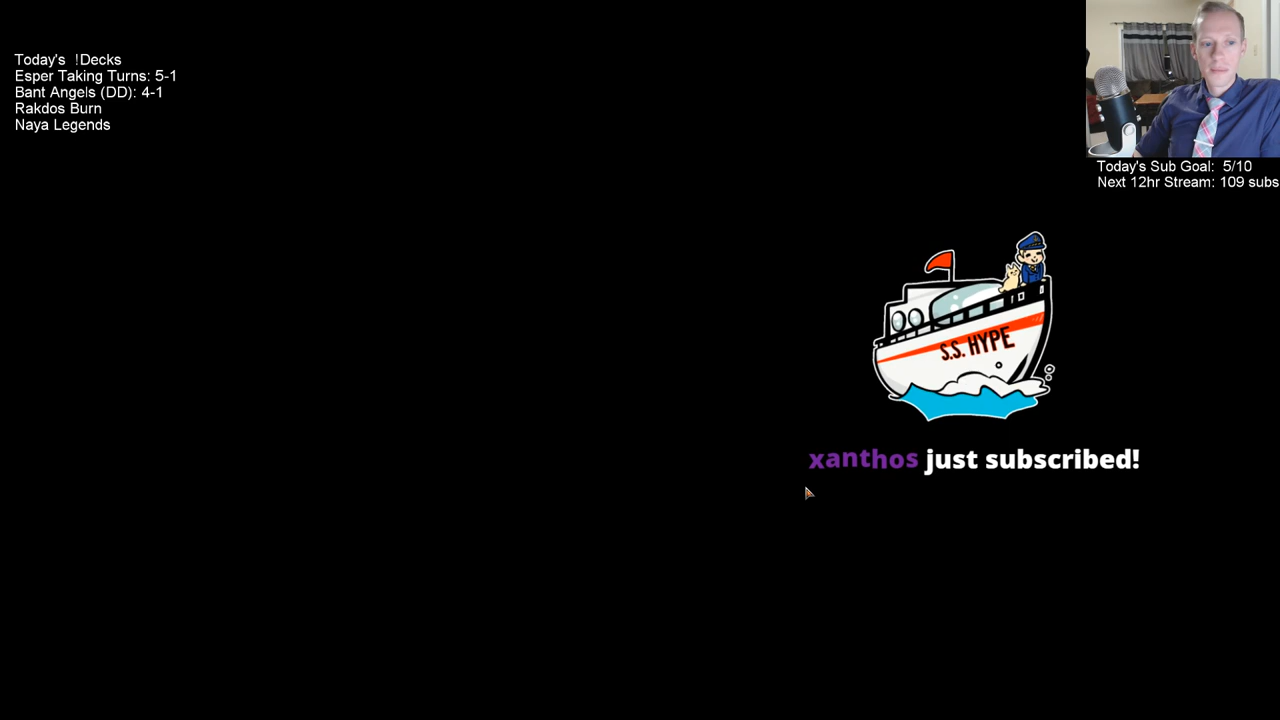 Today's !Decks
Esper Taking Turns: 5-1
Bant Angels (DD): 4-1
Rakdos Burn
Naya Legends
Today's Sub Goal: 5/10
Next 12hr Stream: 109 subs
S.S. HYPE
xanthos just subscribed!